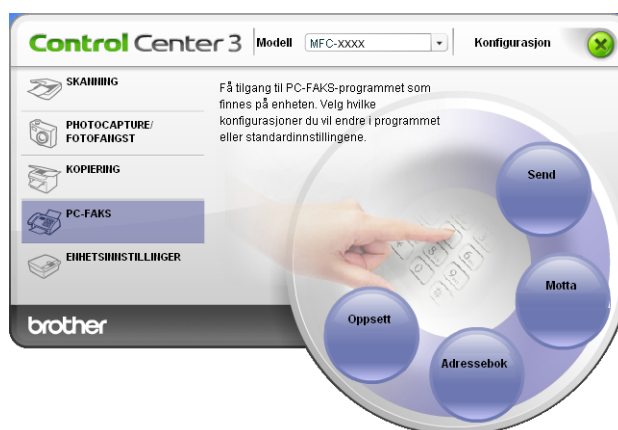 Control Center 3 Modell MFC-XXXX Konfigurasjon
SKANNING
PHOTOCAPTURE/
FOTOFANGST
KOPIERING
PC-FAKS
ENHETSINNSTILLINGER
Få tilgang til PC-FAKS-programmet som
finnes på enheten. Velg hvilke
konfigurasjoner du vil endre i programmet
eller standardinnstillingene.
Send
Motta
Adressebok
Oppsett
brother